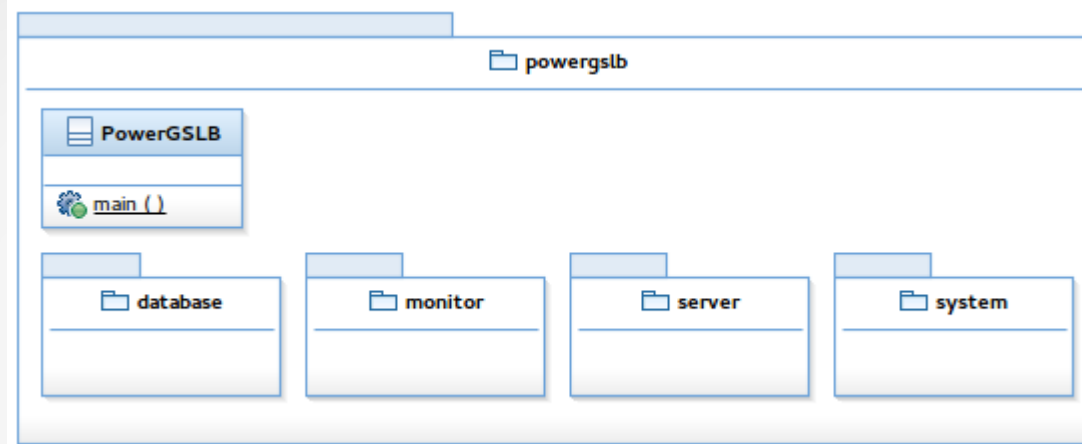 powergslb
PowerGSLB
main ( )
database
monitor
server
system